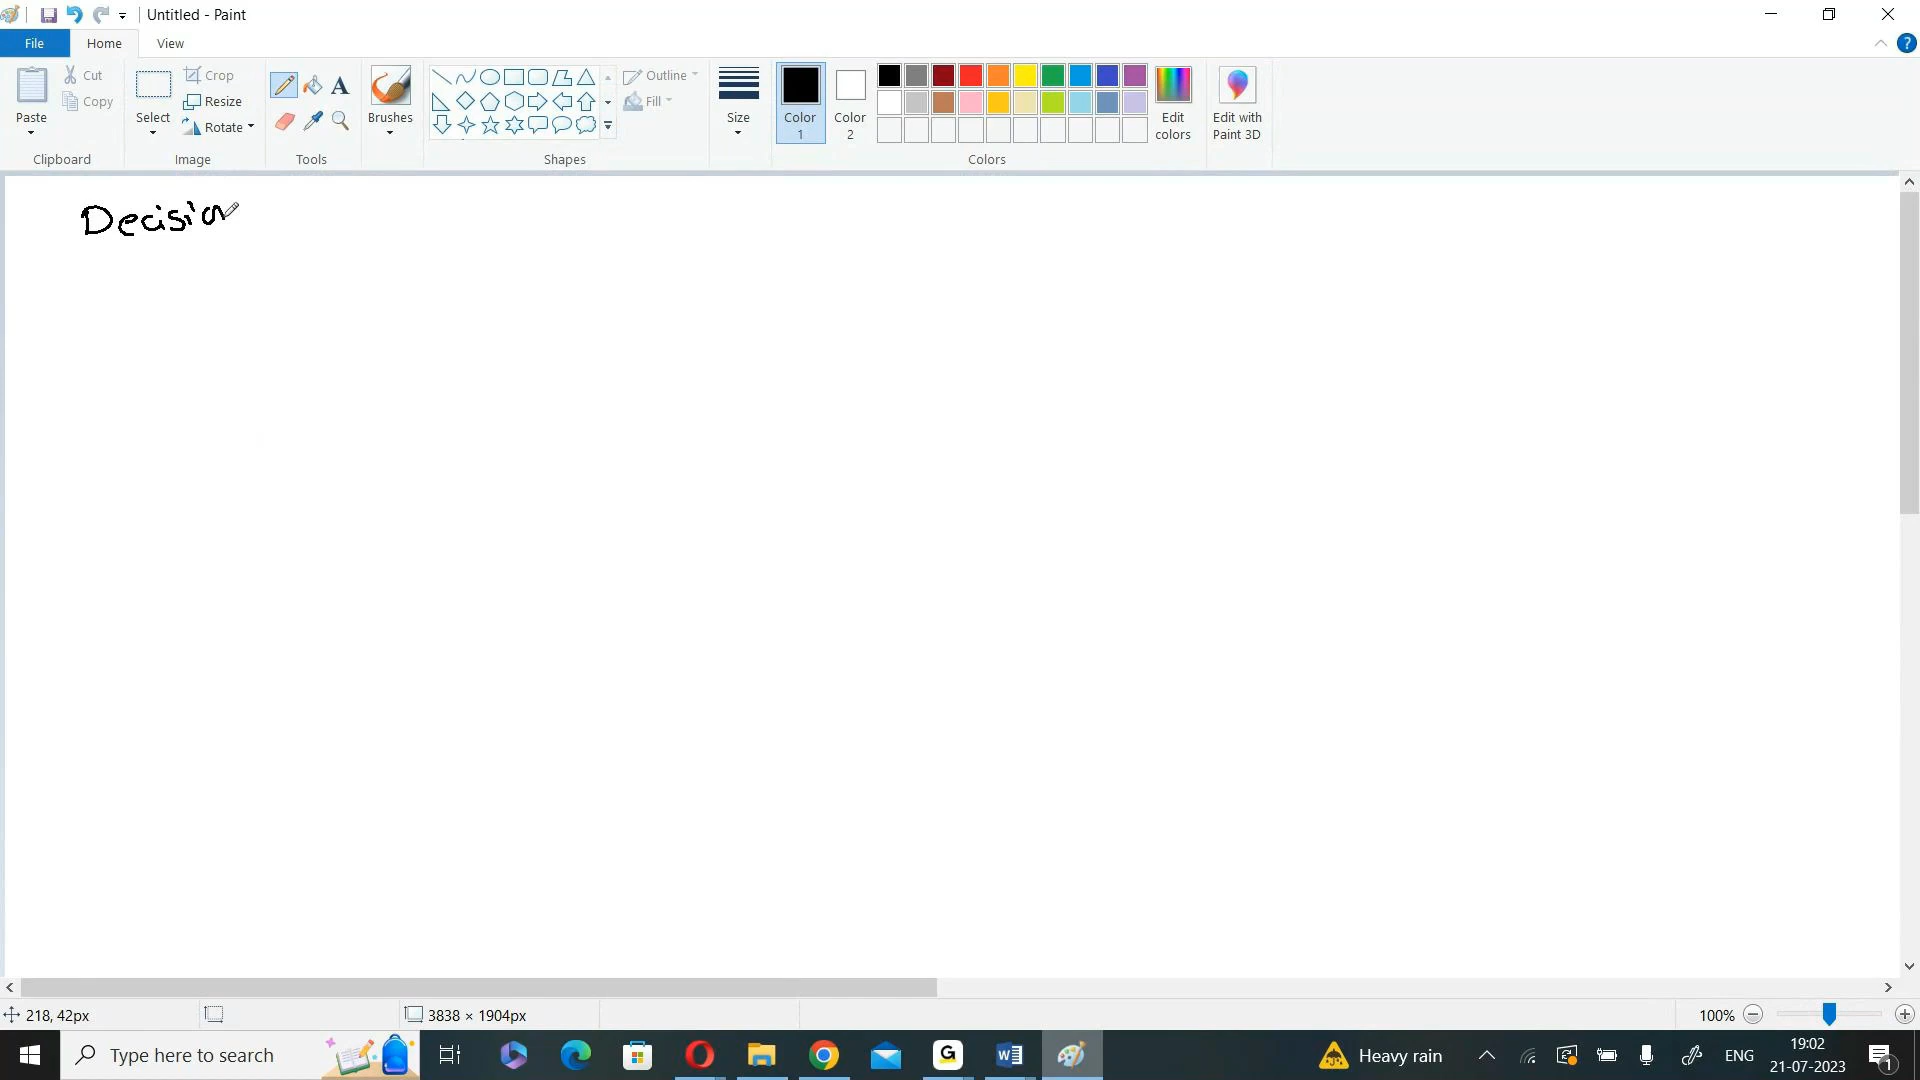 Untitled - Paint
File Home View
Paste Cut Copy Clipboard
Select Crop Resize Rotate Image
A Tools
Brushes
Shapes Outline Fill
Size
Color 1 Color 2 Edit colors Colors
Edit with Paint 3D
Decision
218, 42px 3838 × 1904px 100%
Type here to search Heavy rain ENG 19:02
21-07-2023 1